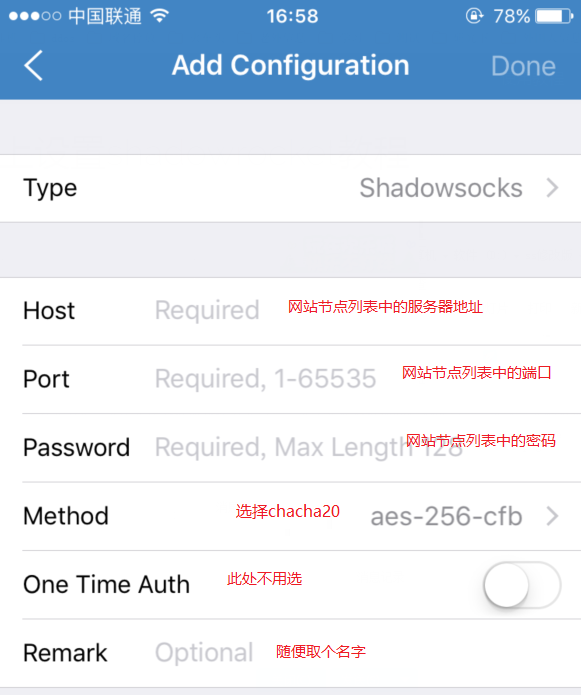 中国联通 16:58 78%
Add Configuration Done
Type Shadowsocks
Host Required 网站节点列表中的服务器地址
Port Required, 1-65535 网站节点列表中的端口
Password Required, Max Length 128 网站节点列表中的密码
Method 选择chacha20 aes-256-cfb
One Time Auth 此处不用选
Remark Optional 随便取个名字